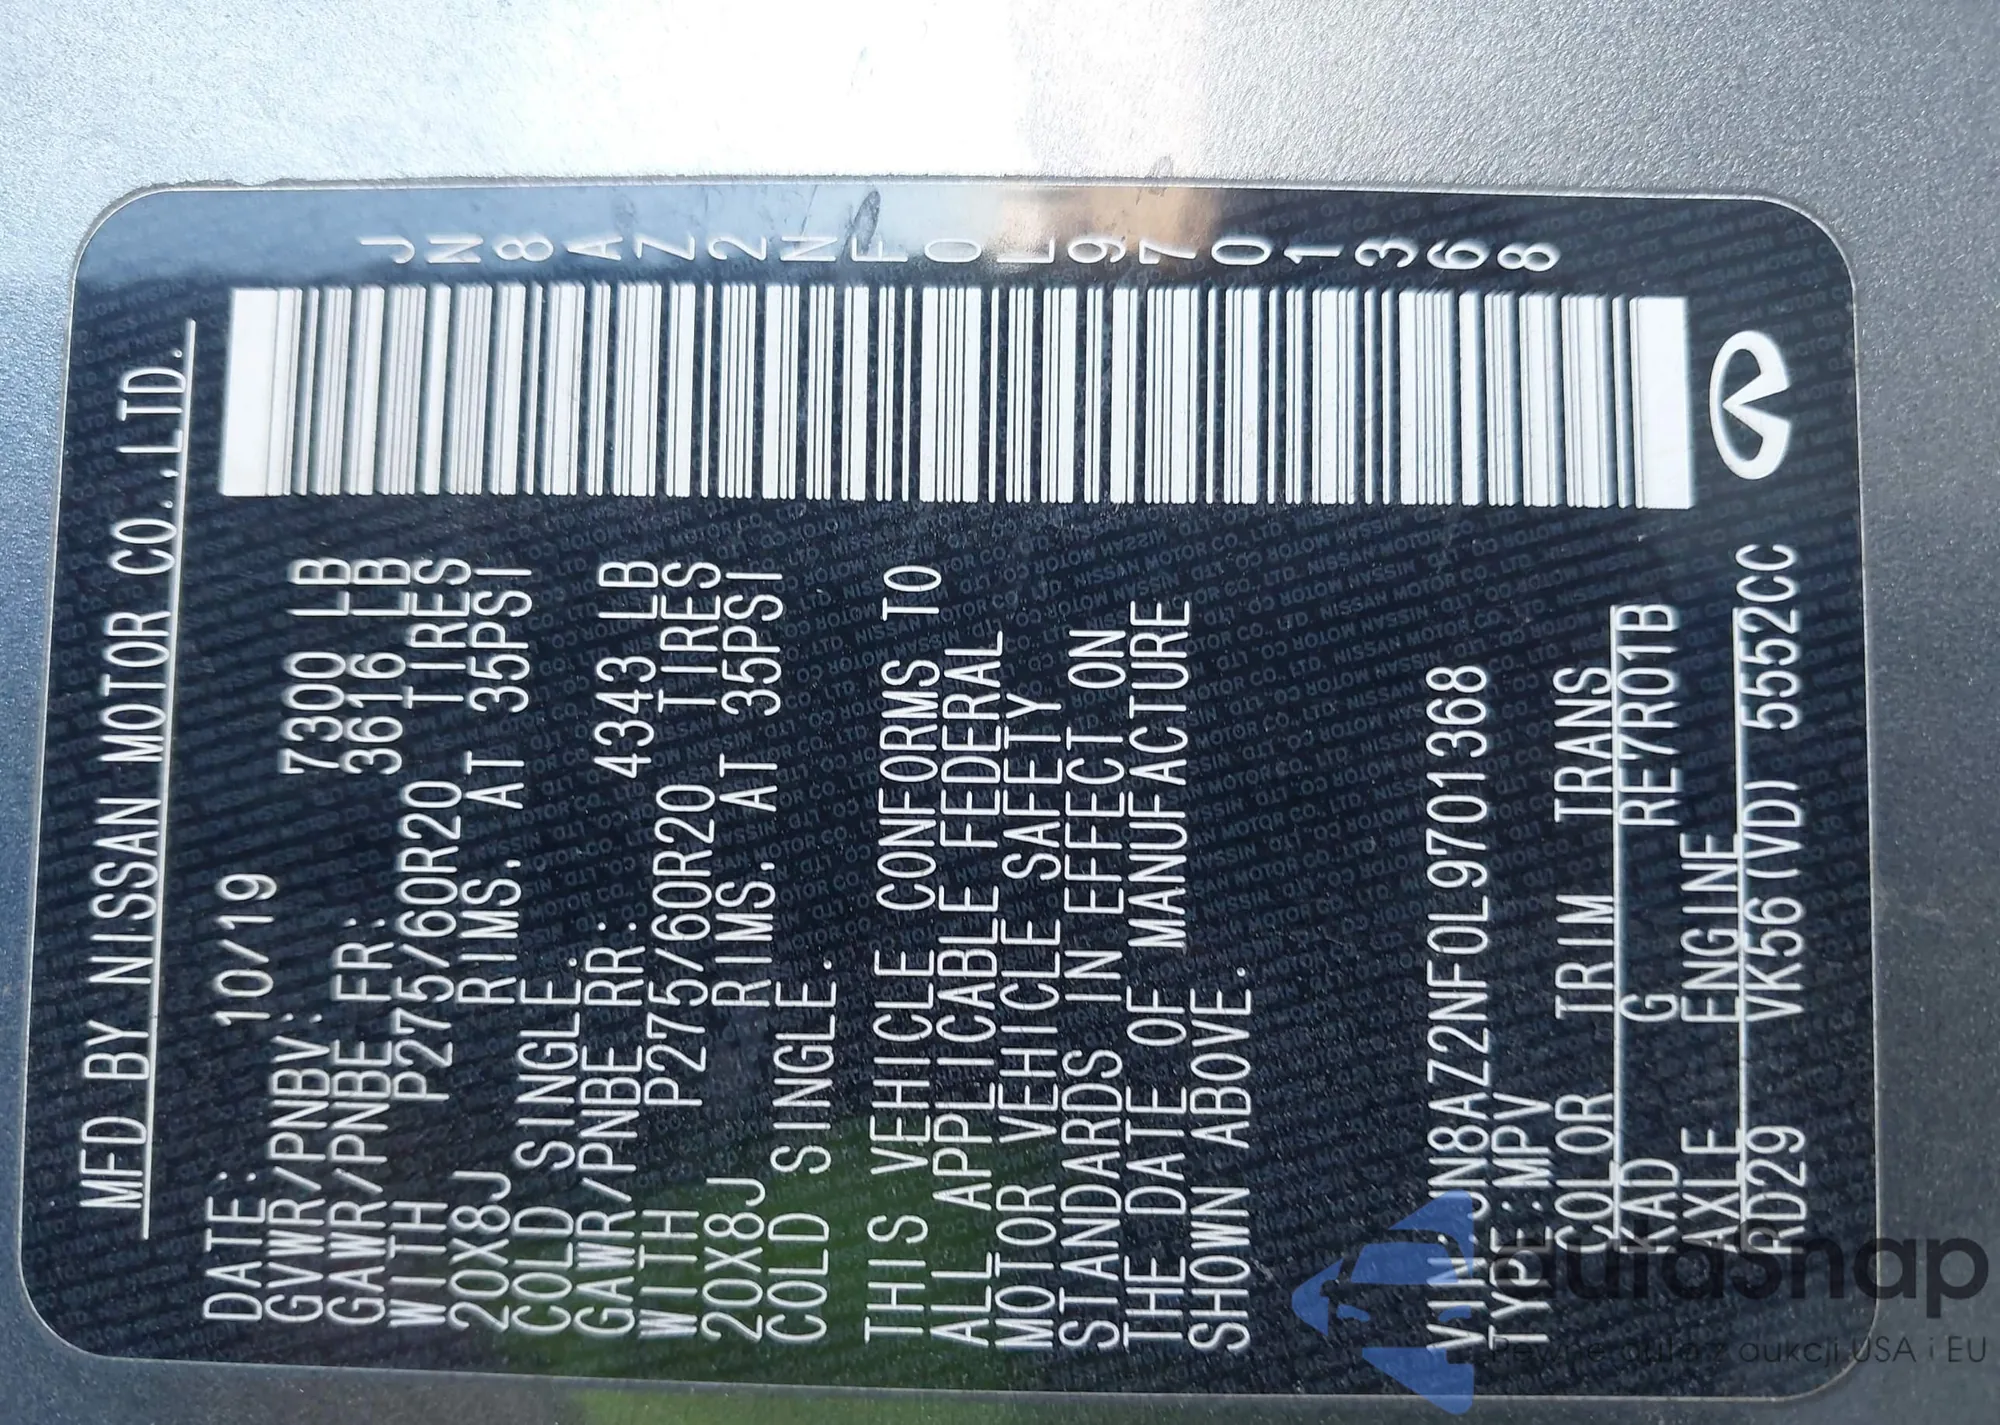 MFD BY NISSAN MOTOR CO.,LTD.
DATE: 10/19
GVWR/PNBV: 7300 LB
GAWR/PNBE FR: 3616 LB
WITH P275/60R20 TIRES
20X8J RIMS, AT 35PSI
COLD SINGLE.
GAWR/PNBE RR: 4343 LB
WITH P275/60R20 TIRES
20X8J RIMS, AT 35PSI
COLD SINGLE.
THIS VEHICLE CONFORMS TO
ALL APPLICABLE FEDERAL
MOTOR VEHICLE SAFETY
STANDARDS IN EFFECT ON
THE DATE OF MANUFACTURE
SHOWN ABOVE.
VIN:JN8AZ2NF0L9701368
TYPE:MPV
COLOR TRIM TRANS
KAD G RE7R01B
AXLE ENGINE
RD29 VK56(VD) 5552CC
JN8AZ2NF0L9701368
autasnap
Pewne auta z aukcji USA i EU